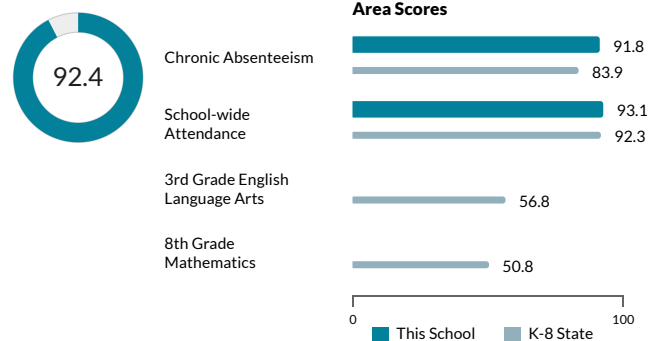 92.4
Area Scores
Chronic Absenteeism
91.8
83.9
School-wide
Attendance
93.1
92.3
3rd Grade English
Language Arts
56.8
8th Grade
Mathematics
50.8
0
100
This School
K-8 State